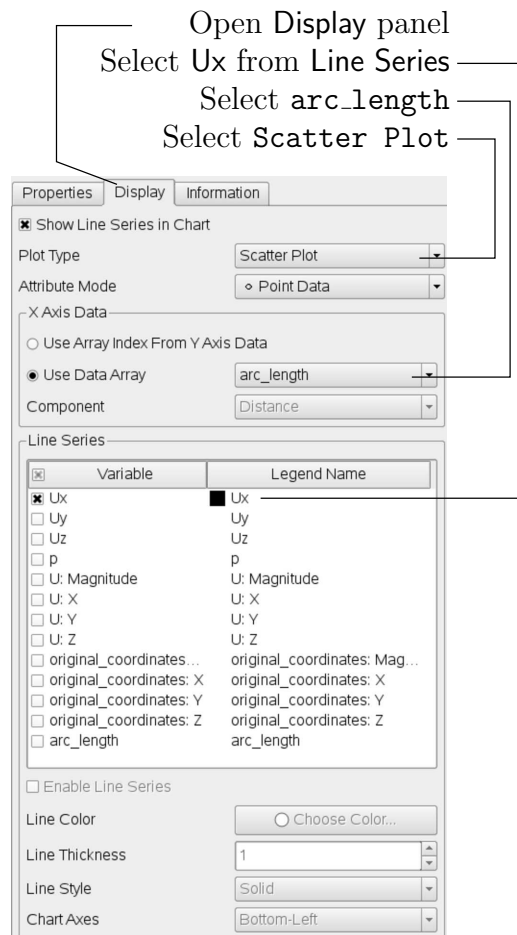 Open Display panel
Select Ux from Line Series
Select arc_length
Select Scatter Plot
Properties Display Information
Show Line Series in Chart
Plot Type Scatter Plot
Attribute Mode Point Data
X Axis Data
Use Array Index From Y Axis Data
Use Data Array arc_length
Component Distance
Line Series
Variable Legend Name
Ux Ux
Uy Uy
Uz Uz
p p
U: Magnitude U: Magnitude
U: X U: X
U: Y U: Y
U: Z U: Z
original_coordinates... original_coordinates: Mag...
original_coordinates: X original_coordinates: X
original_coordinates: Y original_coordinates: Y
original_coordinates: Z original_coordinates: Z
arc_length arc_length
Enable Line Series
Line Color Choose Color...
Line Thickness 1
Line Style Solid
Chart Axes Bottom-Left